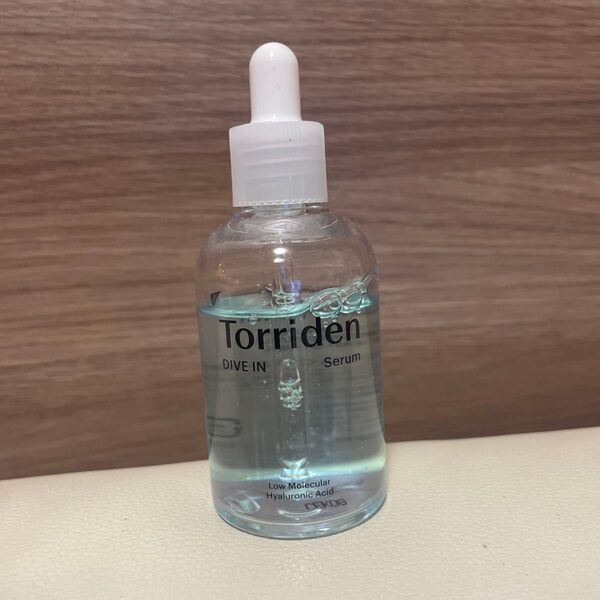 Torriden
DIVE IN Serum
Low Molecular
Hyaluronic Acid